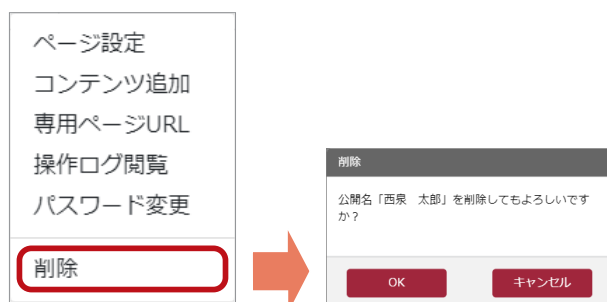 ページ設定
コンテンツ追加
専用ページURL
操作ログ閲覧
パスワード変更
削除
削除
公開名「西泉　太郎」を削除してもよろしいです
か？
OK
キャンセル